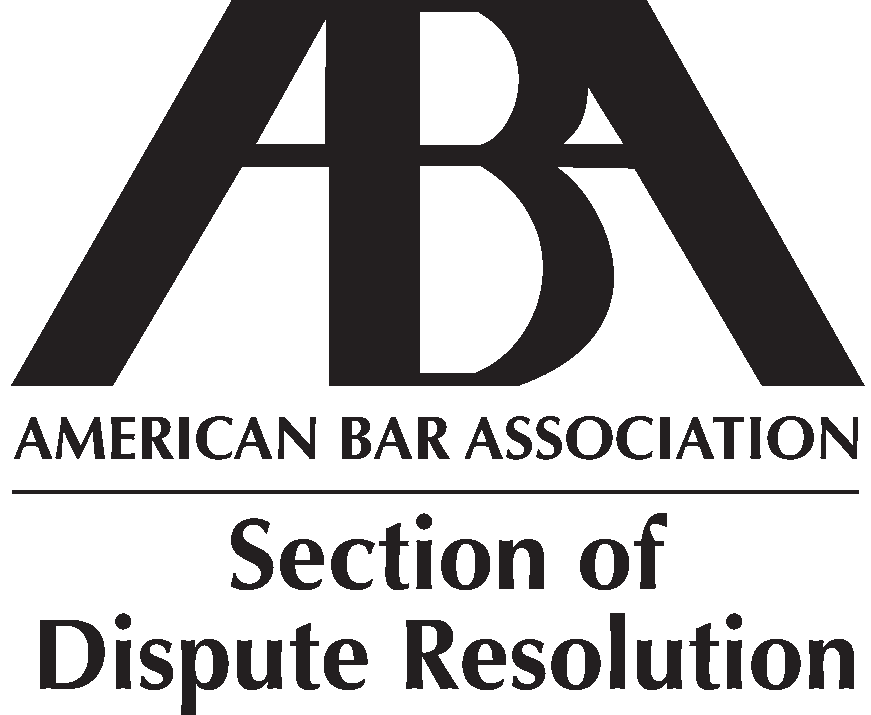 ABA
AMERICAN BAR ASSOCIATION
Section of
Dispute Resolution